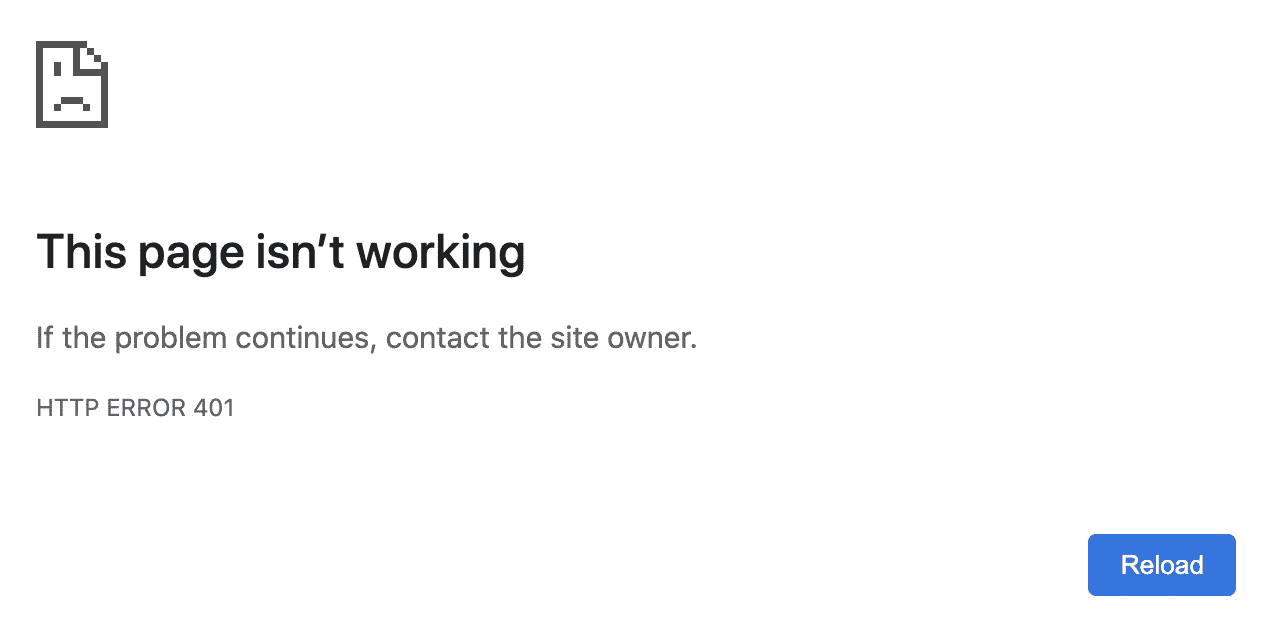 This page isn’t working
If the problem continues, contact the site owner.
HTTP ERROR 401
Reload